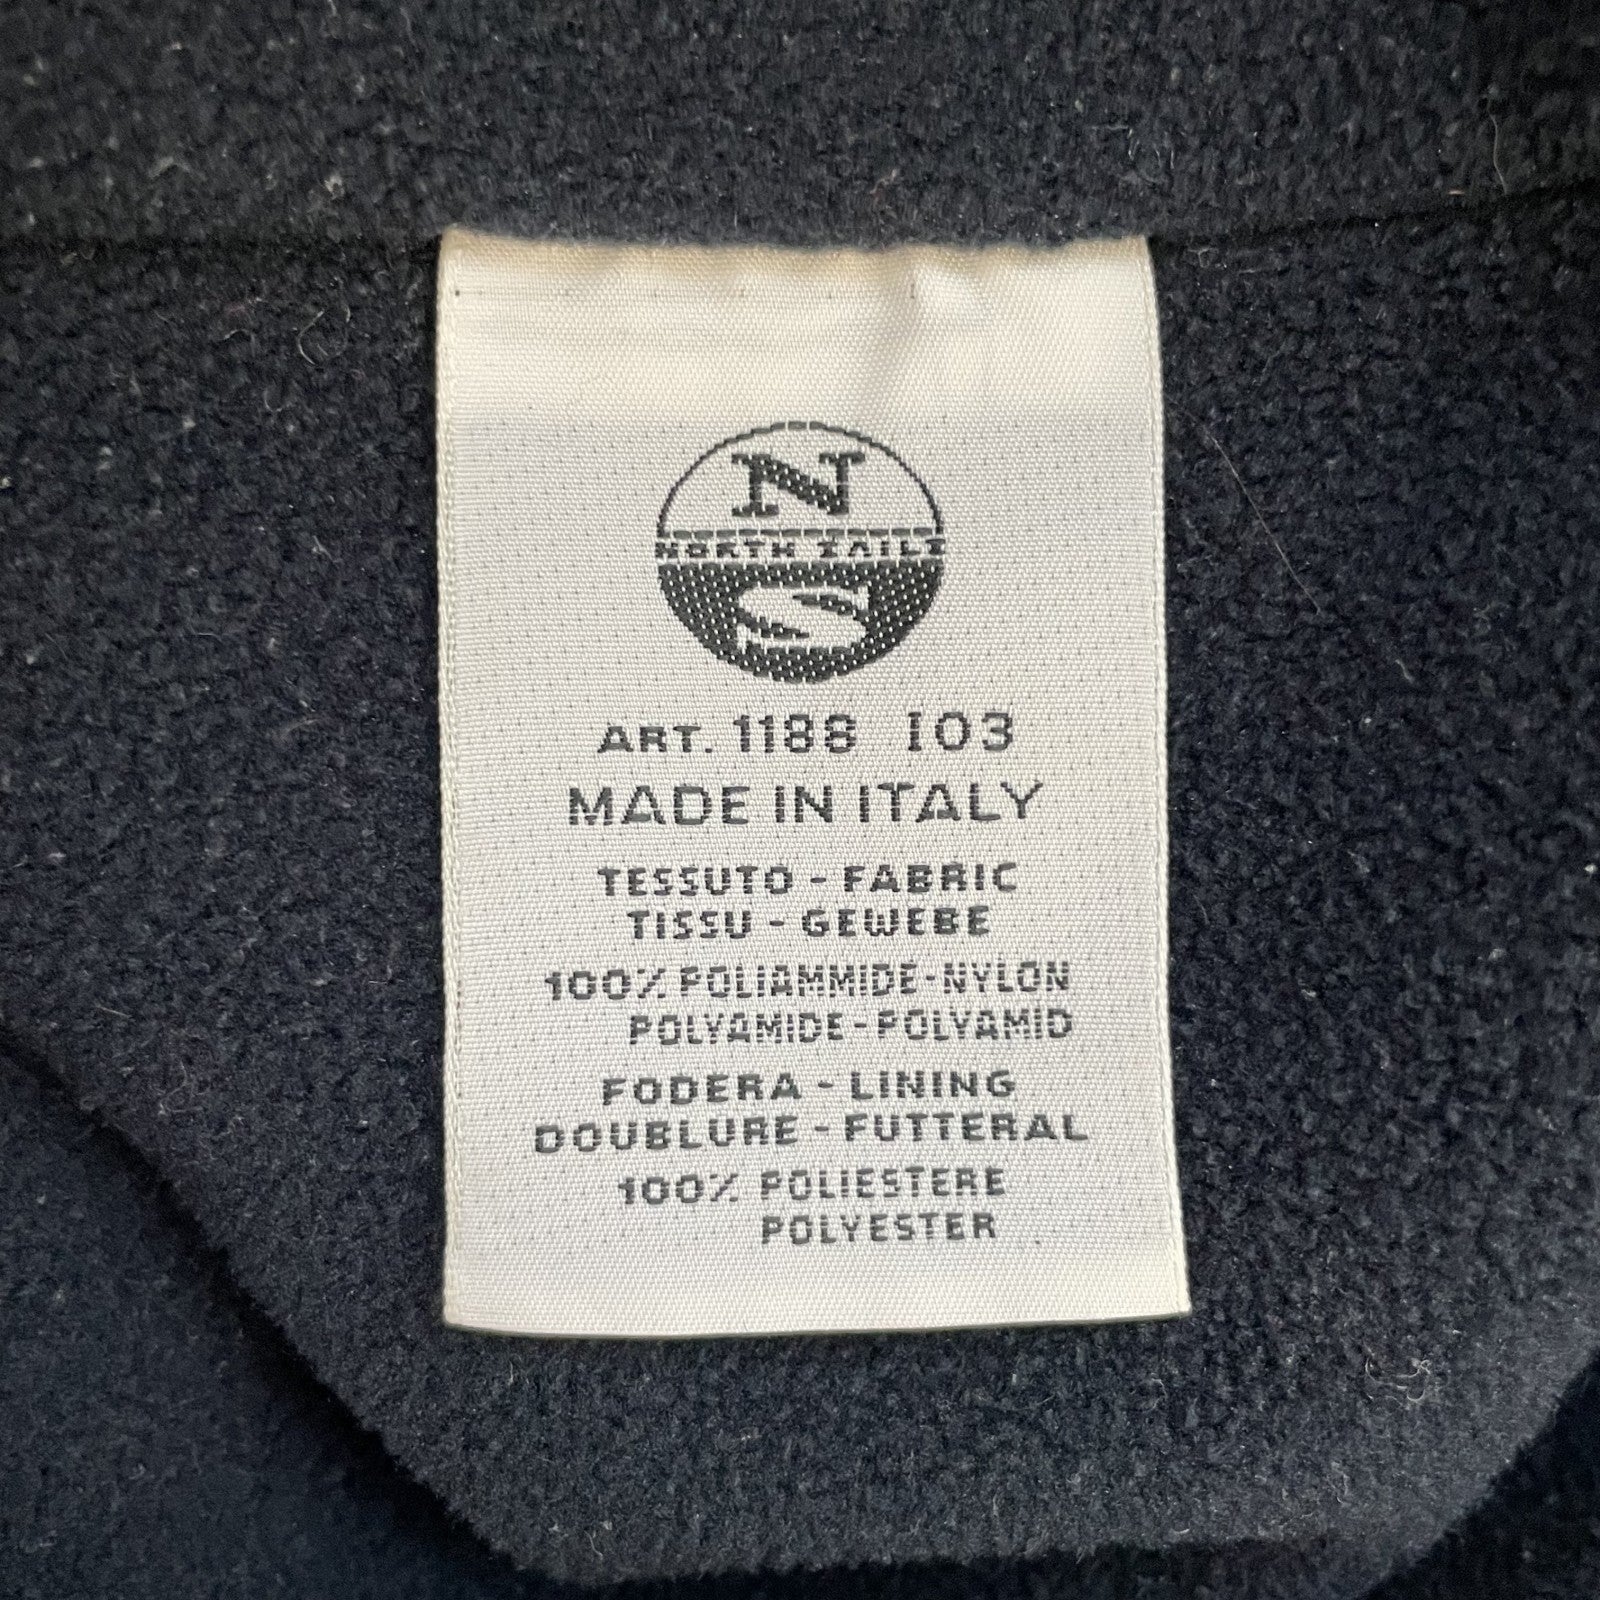 N
NORTH SAILS
S
ART. 1188 I03
MADE IN ITALY
TESSUTO - FABRIC
TISSU - GEWEBE
100% POLIAMMIDE-NYLON
POLYAMIDE-POLYAMID
FODERA - LINING
DOUBLURE - FUTTERAL
100% POLIESTERE
POLYESTER